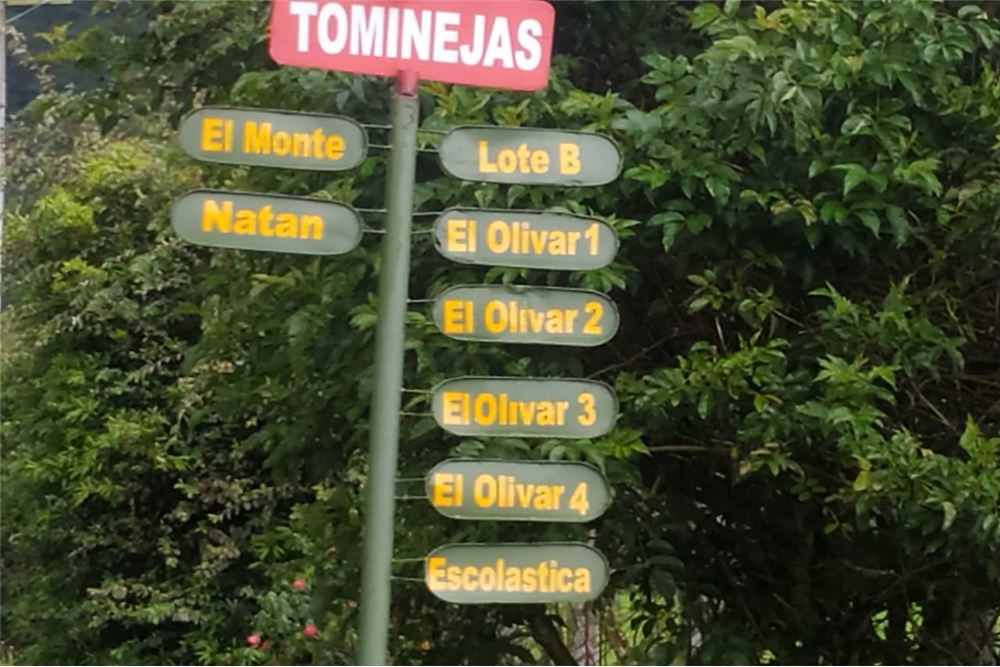 TOMINEJAS
El Monte
Natan
Lote B
El Olivar 1
El Olivar 2
El Olivar 3
El Olivar 4
Escolastica